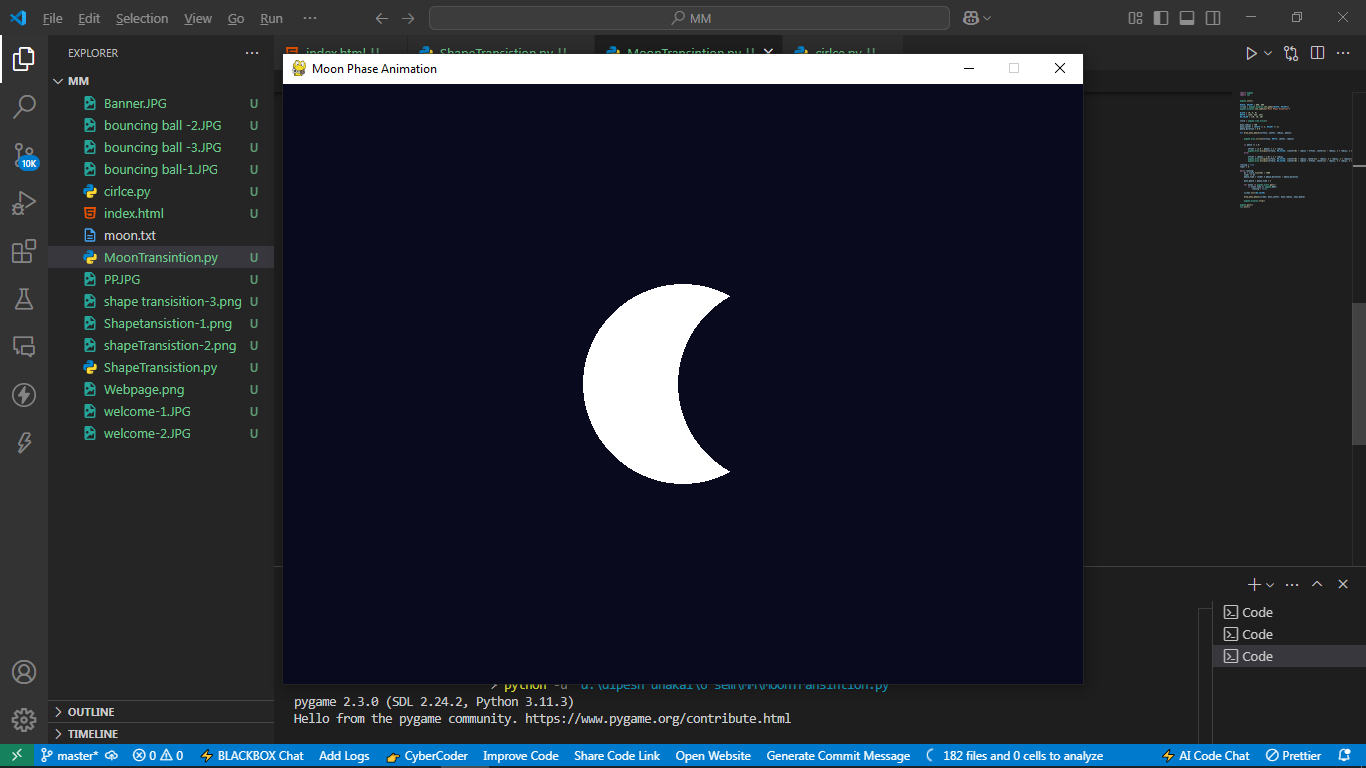 File Edit Selection View Go Run ···
MM
EXPLORER
MM
Banner.JPG U
bouncing ball -2.JPG U
bouncing ball -3.JPG U
bouncing ball-1.JPG U
cirlce.py U
index.html U
moon.txt
MoonTransintion.py U
PP.JPG U
shape transisition-3.png U
Shapetansistion-1.png U
shapeTransistion-2.png U
ShapeTransistion.py U
Webpage.png U
welcome-1.JPG U
welcome-2.JPG U
10K
index.html U ShapeTransistion.py U MoonTransintion.py U cirlce.py U
Moon Phase Animation
Code
Code
Code
> python -u "d:\dipesh dhakal\6 sem\MM\MoonTransintion.py"
pygame 2.3.0 (SDL 2.24.2, Python 3.11.3)
Hello from the pygame community. https://www.pygame.org/contribute.html
OUTLINE
TIMELINE
master* 0 0 BLACKBOX Chat Add Logs CyberCoder Improve Code Share Code Link Open Website Generate Commit Message 182 files and 0 cells to analyze AI Code Chat Prettier